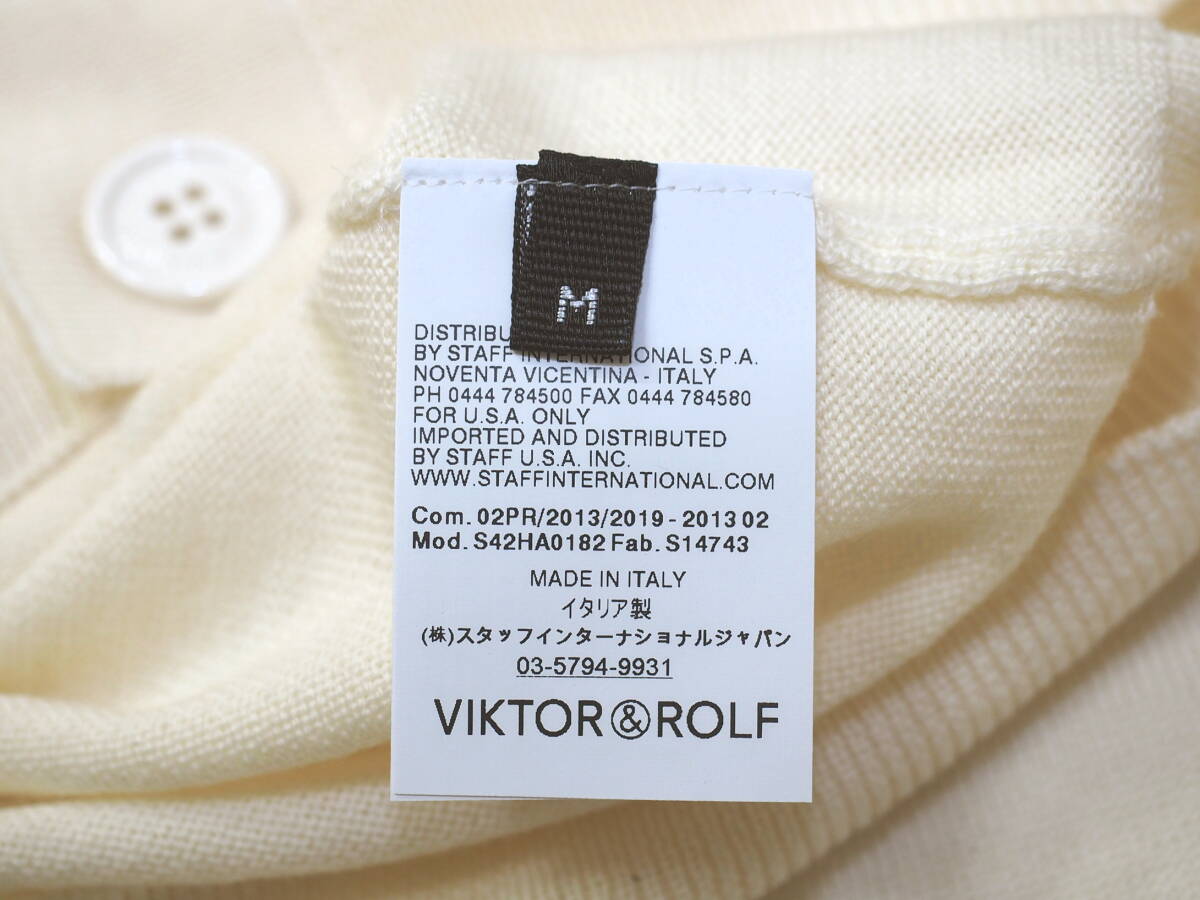 M
DISTRIBU
BY STAFF INTERNATIONAL S.P.A.
NOVENTA VICENTINA - ITALY
PH 0444 784500 FAX 0444 784580
FOR U.S.A. ONLY
IMPORTED AND DISTRIBUTED
BY STAFF U.S.A. INC.
WWW.STAFFINTERNATIONAL.COM
Com. 02PR/2013/2019 - 2013 02
Mod. S42HA0182 Fab. S14743
MADE IN ITALY
イタリア製
(株)スタッフインターナショナルジャパン
03-5794-9931
VIKTOR&ROLF